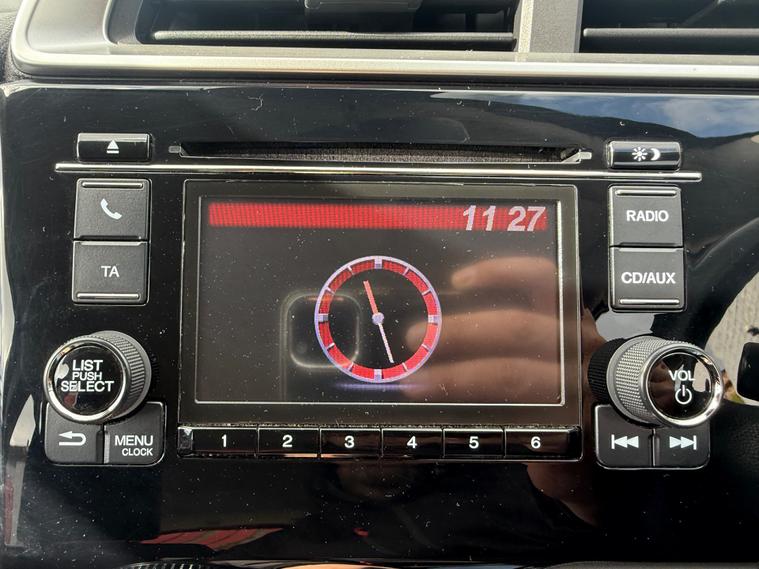 11 27
RADIO
TA
CD/AUX
LIST
PUSH
SELECT
VOL
MENU
CLOCK
1 2 3 4 5 6